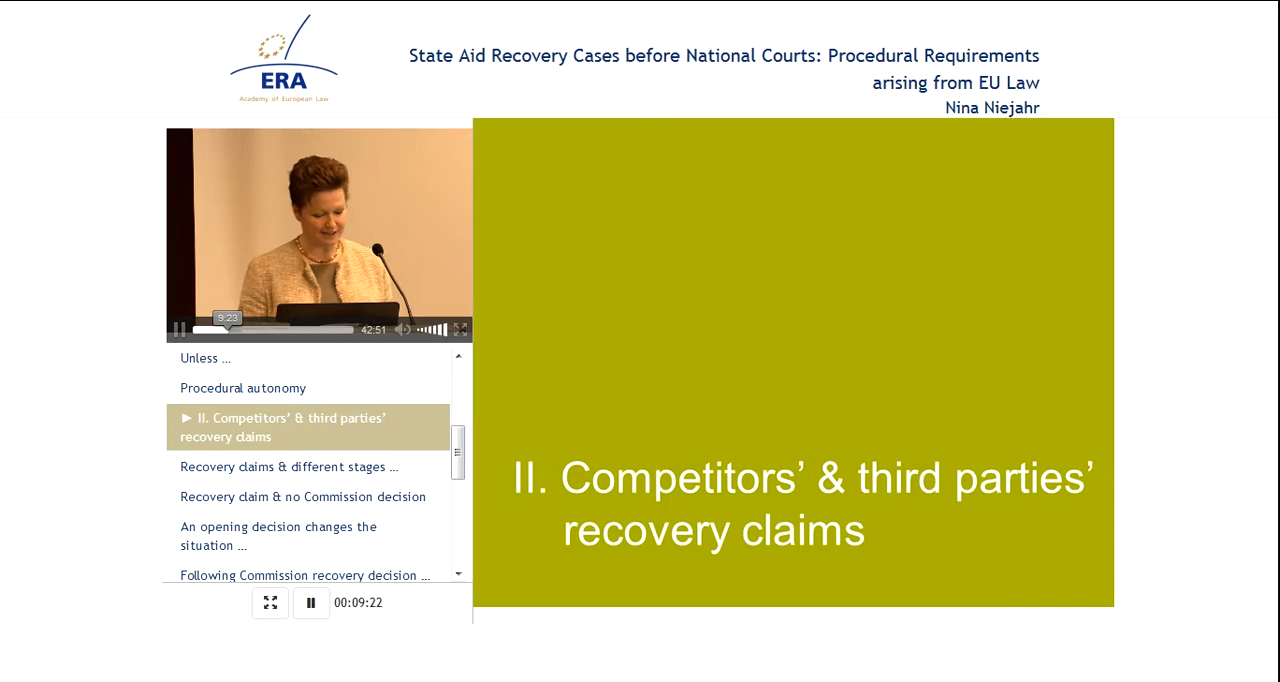 State Aid Recovery Cases before National Courts: Procedural Requirements
arising from EU Law
Nina Niejahr
ERA
Academy of European Law
9:23
42:51
Unless ...
Procedural autonomy
► II. Competitors’ & third parties’
recovery claims
Recovery claims & different stages ...
Recovery claim & no Commission decision
An opening decision changes the
situation ...
Following Commission recovery decision ...
00:09:22
II. Competitors’ & third parties’
recovery claims